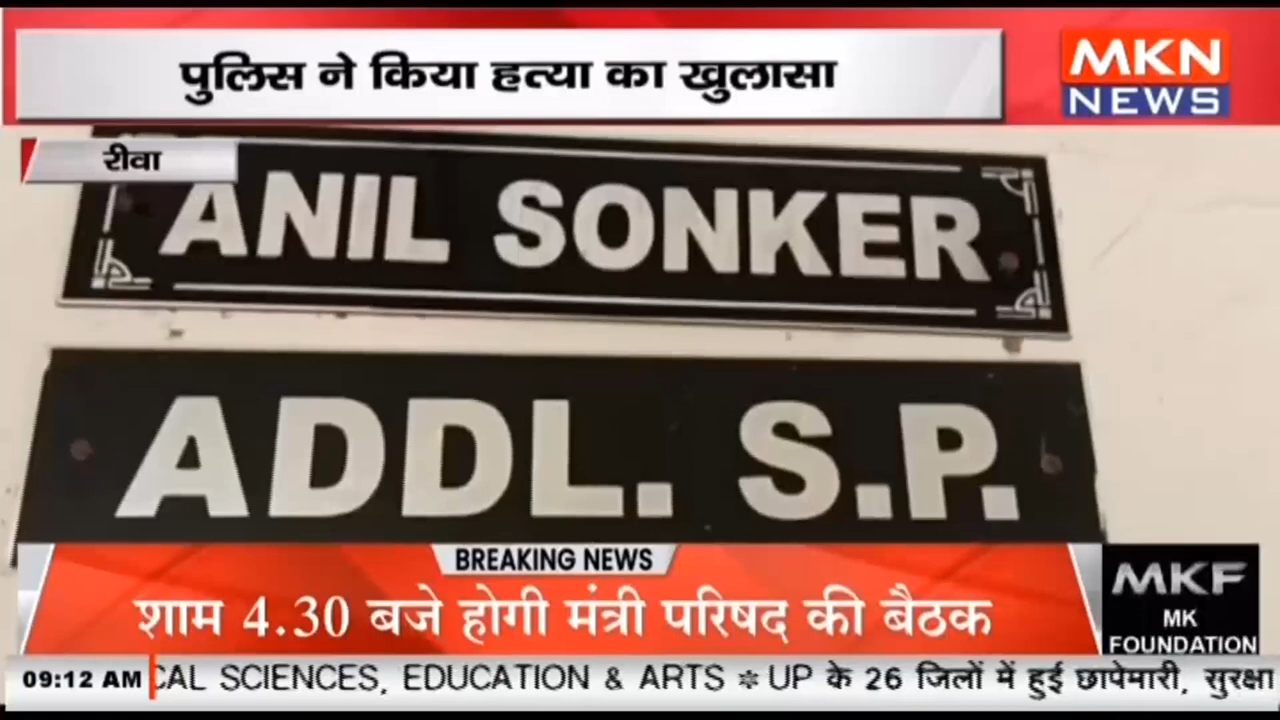 पुलिस ने किया हत्या का खुलासा
MKN
NEWS
रीवा
ANIL SONKER
ADDL. S.P.
BREAKING NEWS
शाम 4.30 बजे होगी मंत्री परिषद की बैठक
MKF
MK
FOUNDATION
09:12 AM CAL SCIENCES, EDUCATION & ARTS ❇ UP के 26 जिलों में हुई छापेमारी, सुरक्षा